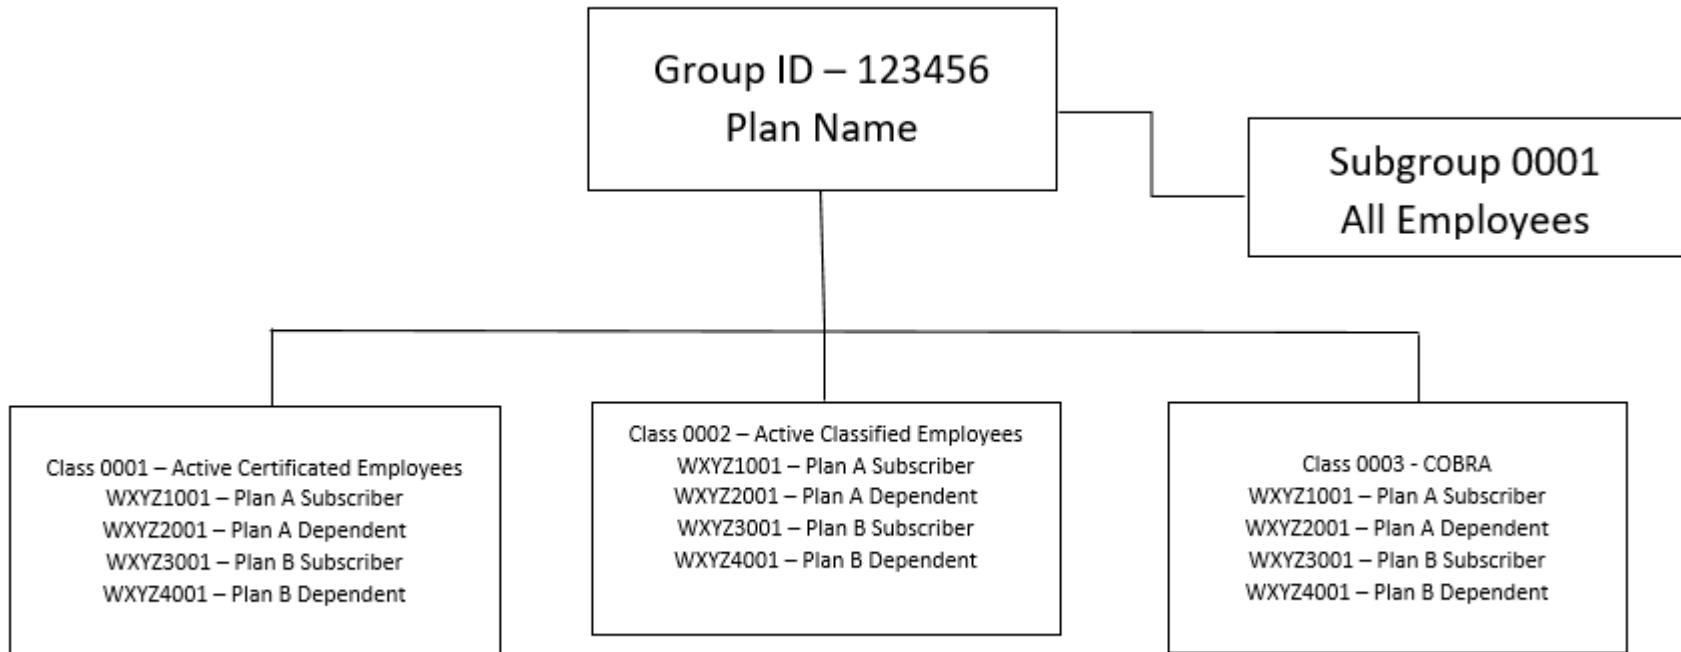 Group ID – 123456
Plan Name
Subgroup 0001
All Employees
Class 0001 – Active Certificated Employees
WXYZ1001 – Plan A Subscriber
WXYZ2001 – Plan A Dependent
WXYZ3001 – Plan B Subscriber
WXYZ4001 – Plan B Dependent
Class 0002 – Active Classified Employees
WXYZ1001 – Plan A Subscriber
WXYZ2001 – Plan A Dependent
WXYZ3001 – Plan B Subscriber
WXYZ4001 – Plan B Dependent
Class 0003 - COBRA
WXYZ1001 – Plan A Subscriber
WXYZ2001 – Plan A Dependent
WXYZ3001 – Plan B Subscriber
WXYZ4001 – Plan B Dependent